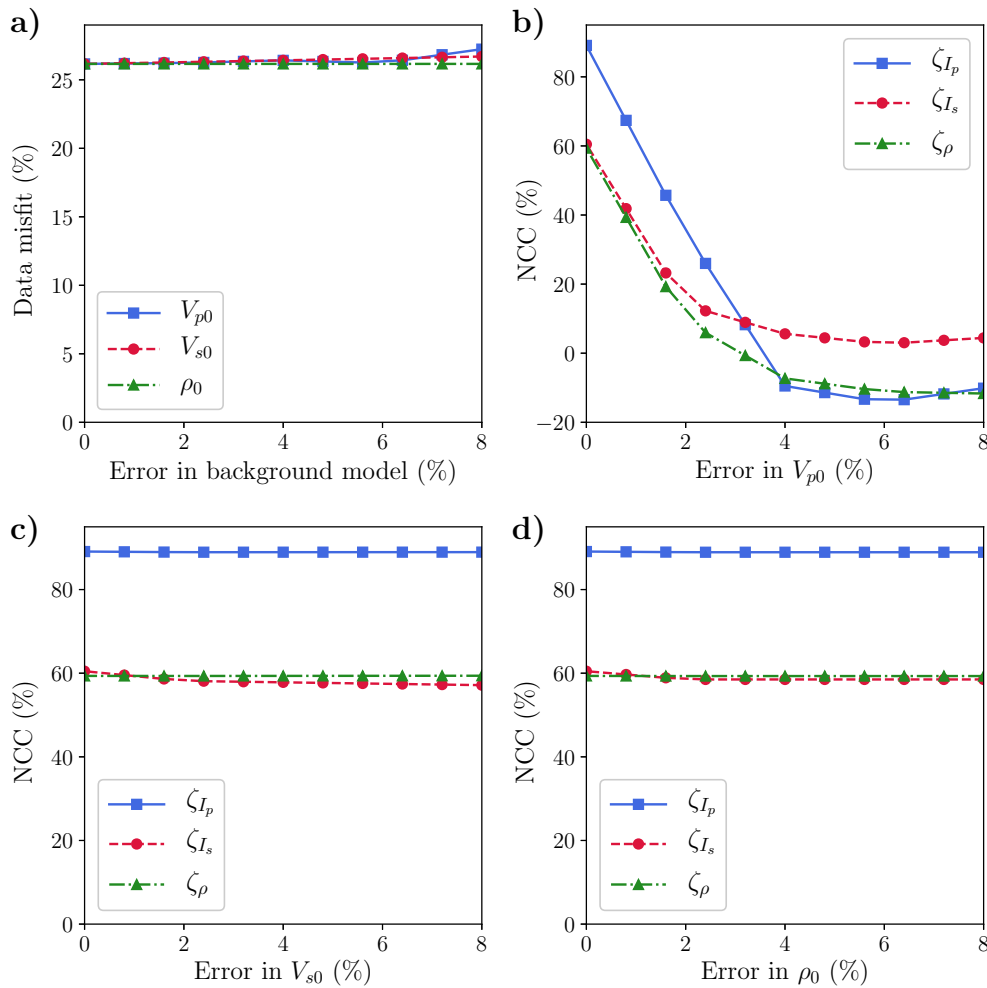 a)
Data misfit (%)
25
20
15
10
5
0
V_{p0}
V_{s0}
ρ_0
0 2 4 6 8
Error in background model (%)
b)
NCC (%)
80
60
40
20
0
−20
ζ_{I_p}
ζ_{I_s}
ζ_ρ
0 2 4 6 8
Error in V_{p0} (%)
c)
NCC (%)
80
60
40
20
0
ζ_{I_p}
ζ_{I_s}
ζ_ρ
0 2 4 6 8
Error in V_{s0} (%)
d)
NCC (%)
80
60
40
20
0
ζ_{I_p}
ζ_{I_s}
ζ_ρ
0 2 4 6 8
Error in ρ_0 (%)